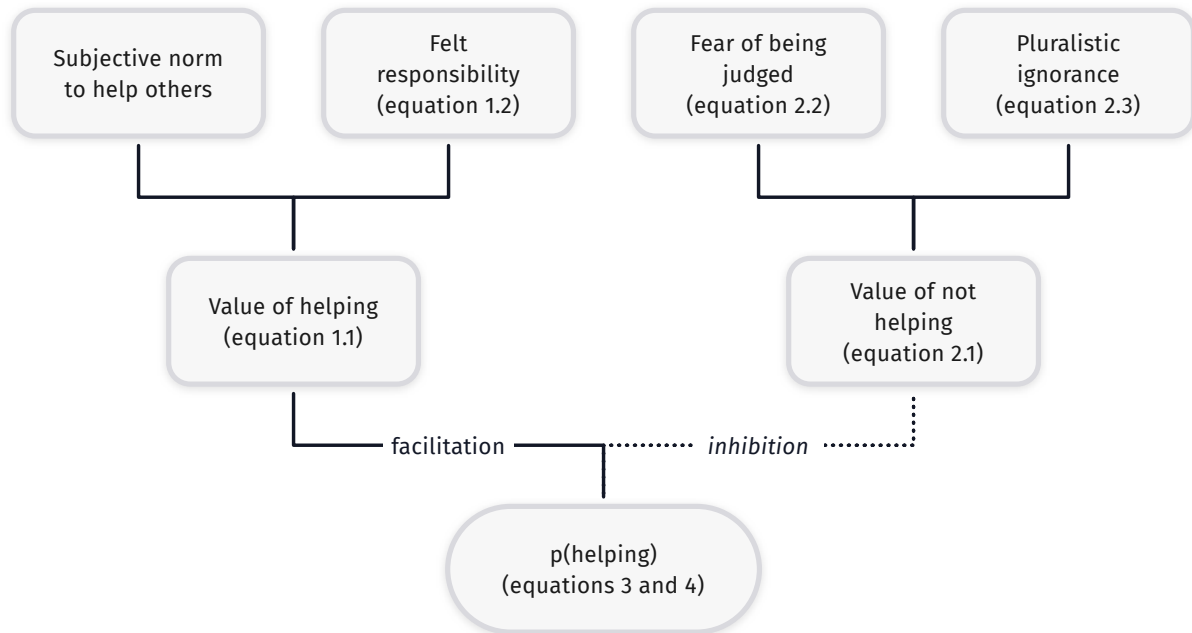 Subjective norm
to help others
Felt
responsibility
(equation 1.2)
Fear of being
judged
(equation 2.2)
Pluralistic
ignorance
(equation 2.3)
Value of helping
(equation 1.1)
Value of not
helping
(equation 2.1)
facilitation
inhibition
p(helping)
(equations 3 and 4)